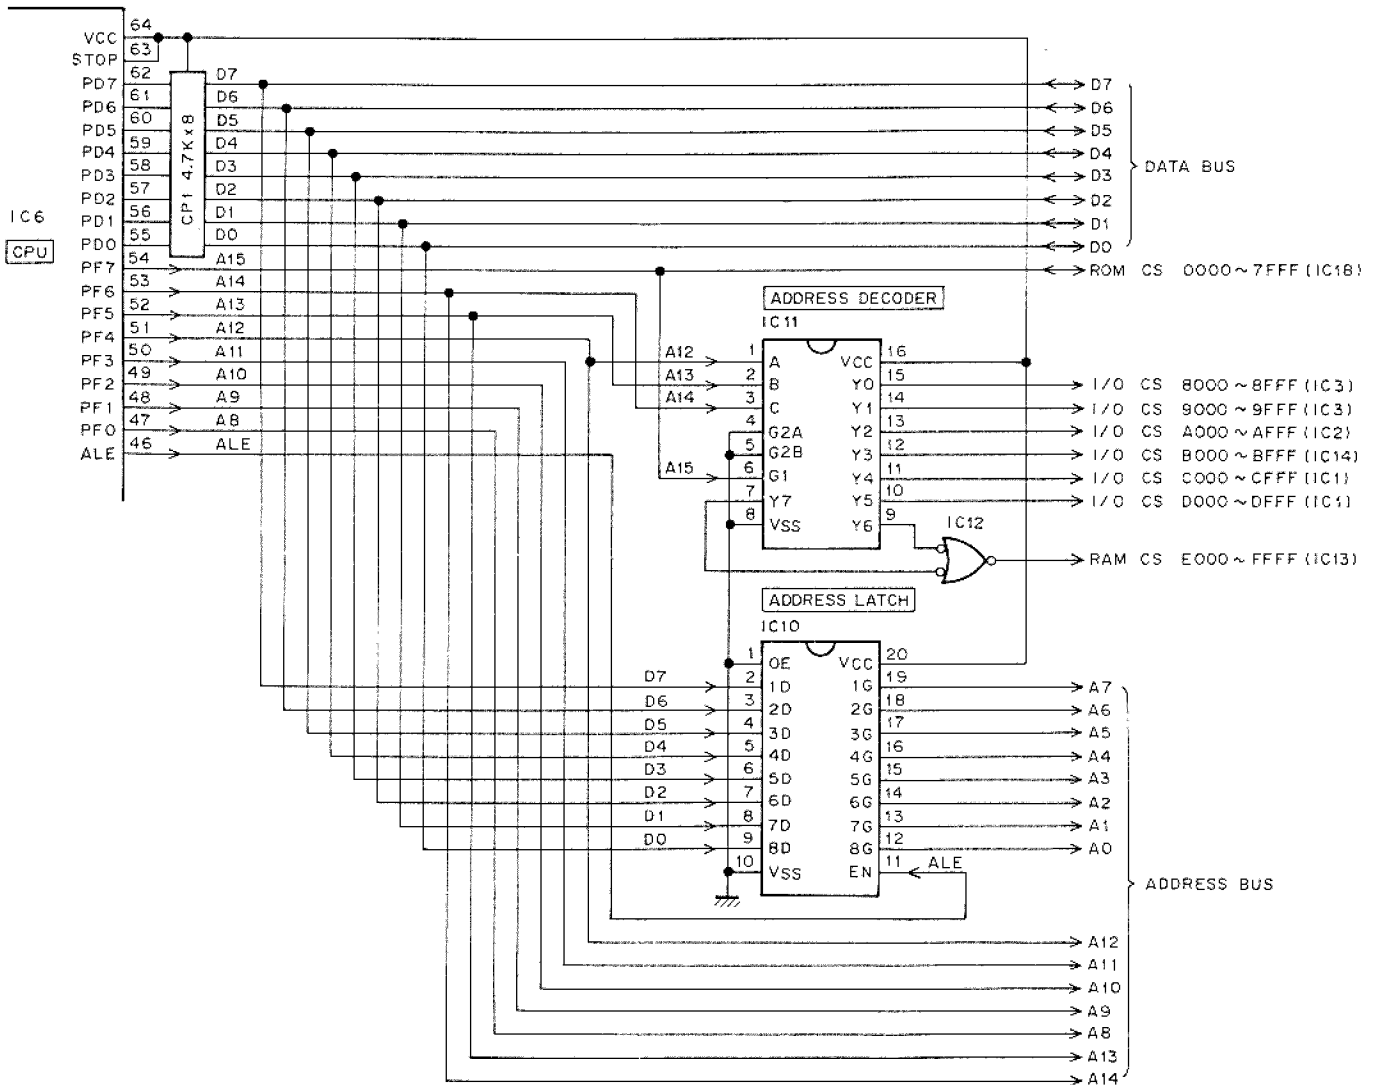 64
VCC
63
STOP
62
PD7 D7 D7
61
PD6 D6 D6
60
PD5 D5 D5
59
PD4 D4 D4
58
PD3 D3 D3
57
PD2 D2 D2
56
PD1 D1 D1
55
PD0 D0 D0
CP1 4.7K x 8
DATA BUS
IC6
CPU
54
PF7 A15 ROM CS 0000~7FFF (IC18)
53
PF6 A14
52
PF5 A13
51
PF4 A12
50
PF3 A11
49
PF2 A10
48
PF1 A9
47
PF0 A8
46
ALE ALE
ADDRESS DECODER
IC11
A12 1 A VCC 16
A13 2 B Y0 15 I/O CS 8000~8FFF (IC3)
A14 3 C Y1 14 I/O CS 9000~9FFF (IC3)
4 G2A Y2 13 I/O CS A000~AFFF (IC2)
5 G2B Y3 12 I/O CS B000~BFFF (IC14)
A15 6 G1 Y4 11 I/O CS C000~CFFF (IC1)
7 Y7 Y5 10 I/O CS D000~DFFF (IC1)
8 VSS Y6 9
IC12
RAM CS E000~FFFF (IC13)
ADDRESS LATCH
IC10
1 OE VCC 20
D7 2 1D 1G 19 A7
D6 3 2D 2G 18 A6
D5 4 3D 3G 17 A5
D4 5 4D 4G 16 A4
D3 6 5D 5G 15 A3
D2 7 6D 6G 14 A2
D1 8 7D 7G 13 A1
D0 9 8D 8G 12 A0
10 VSS EN 11 ALE
ADDRESS BUS
A12
A11
A10
A9
A8
A13
A14